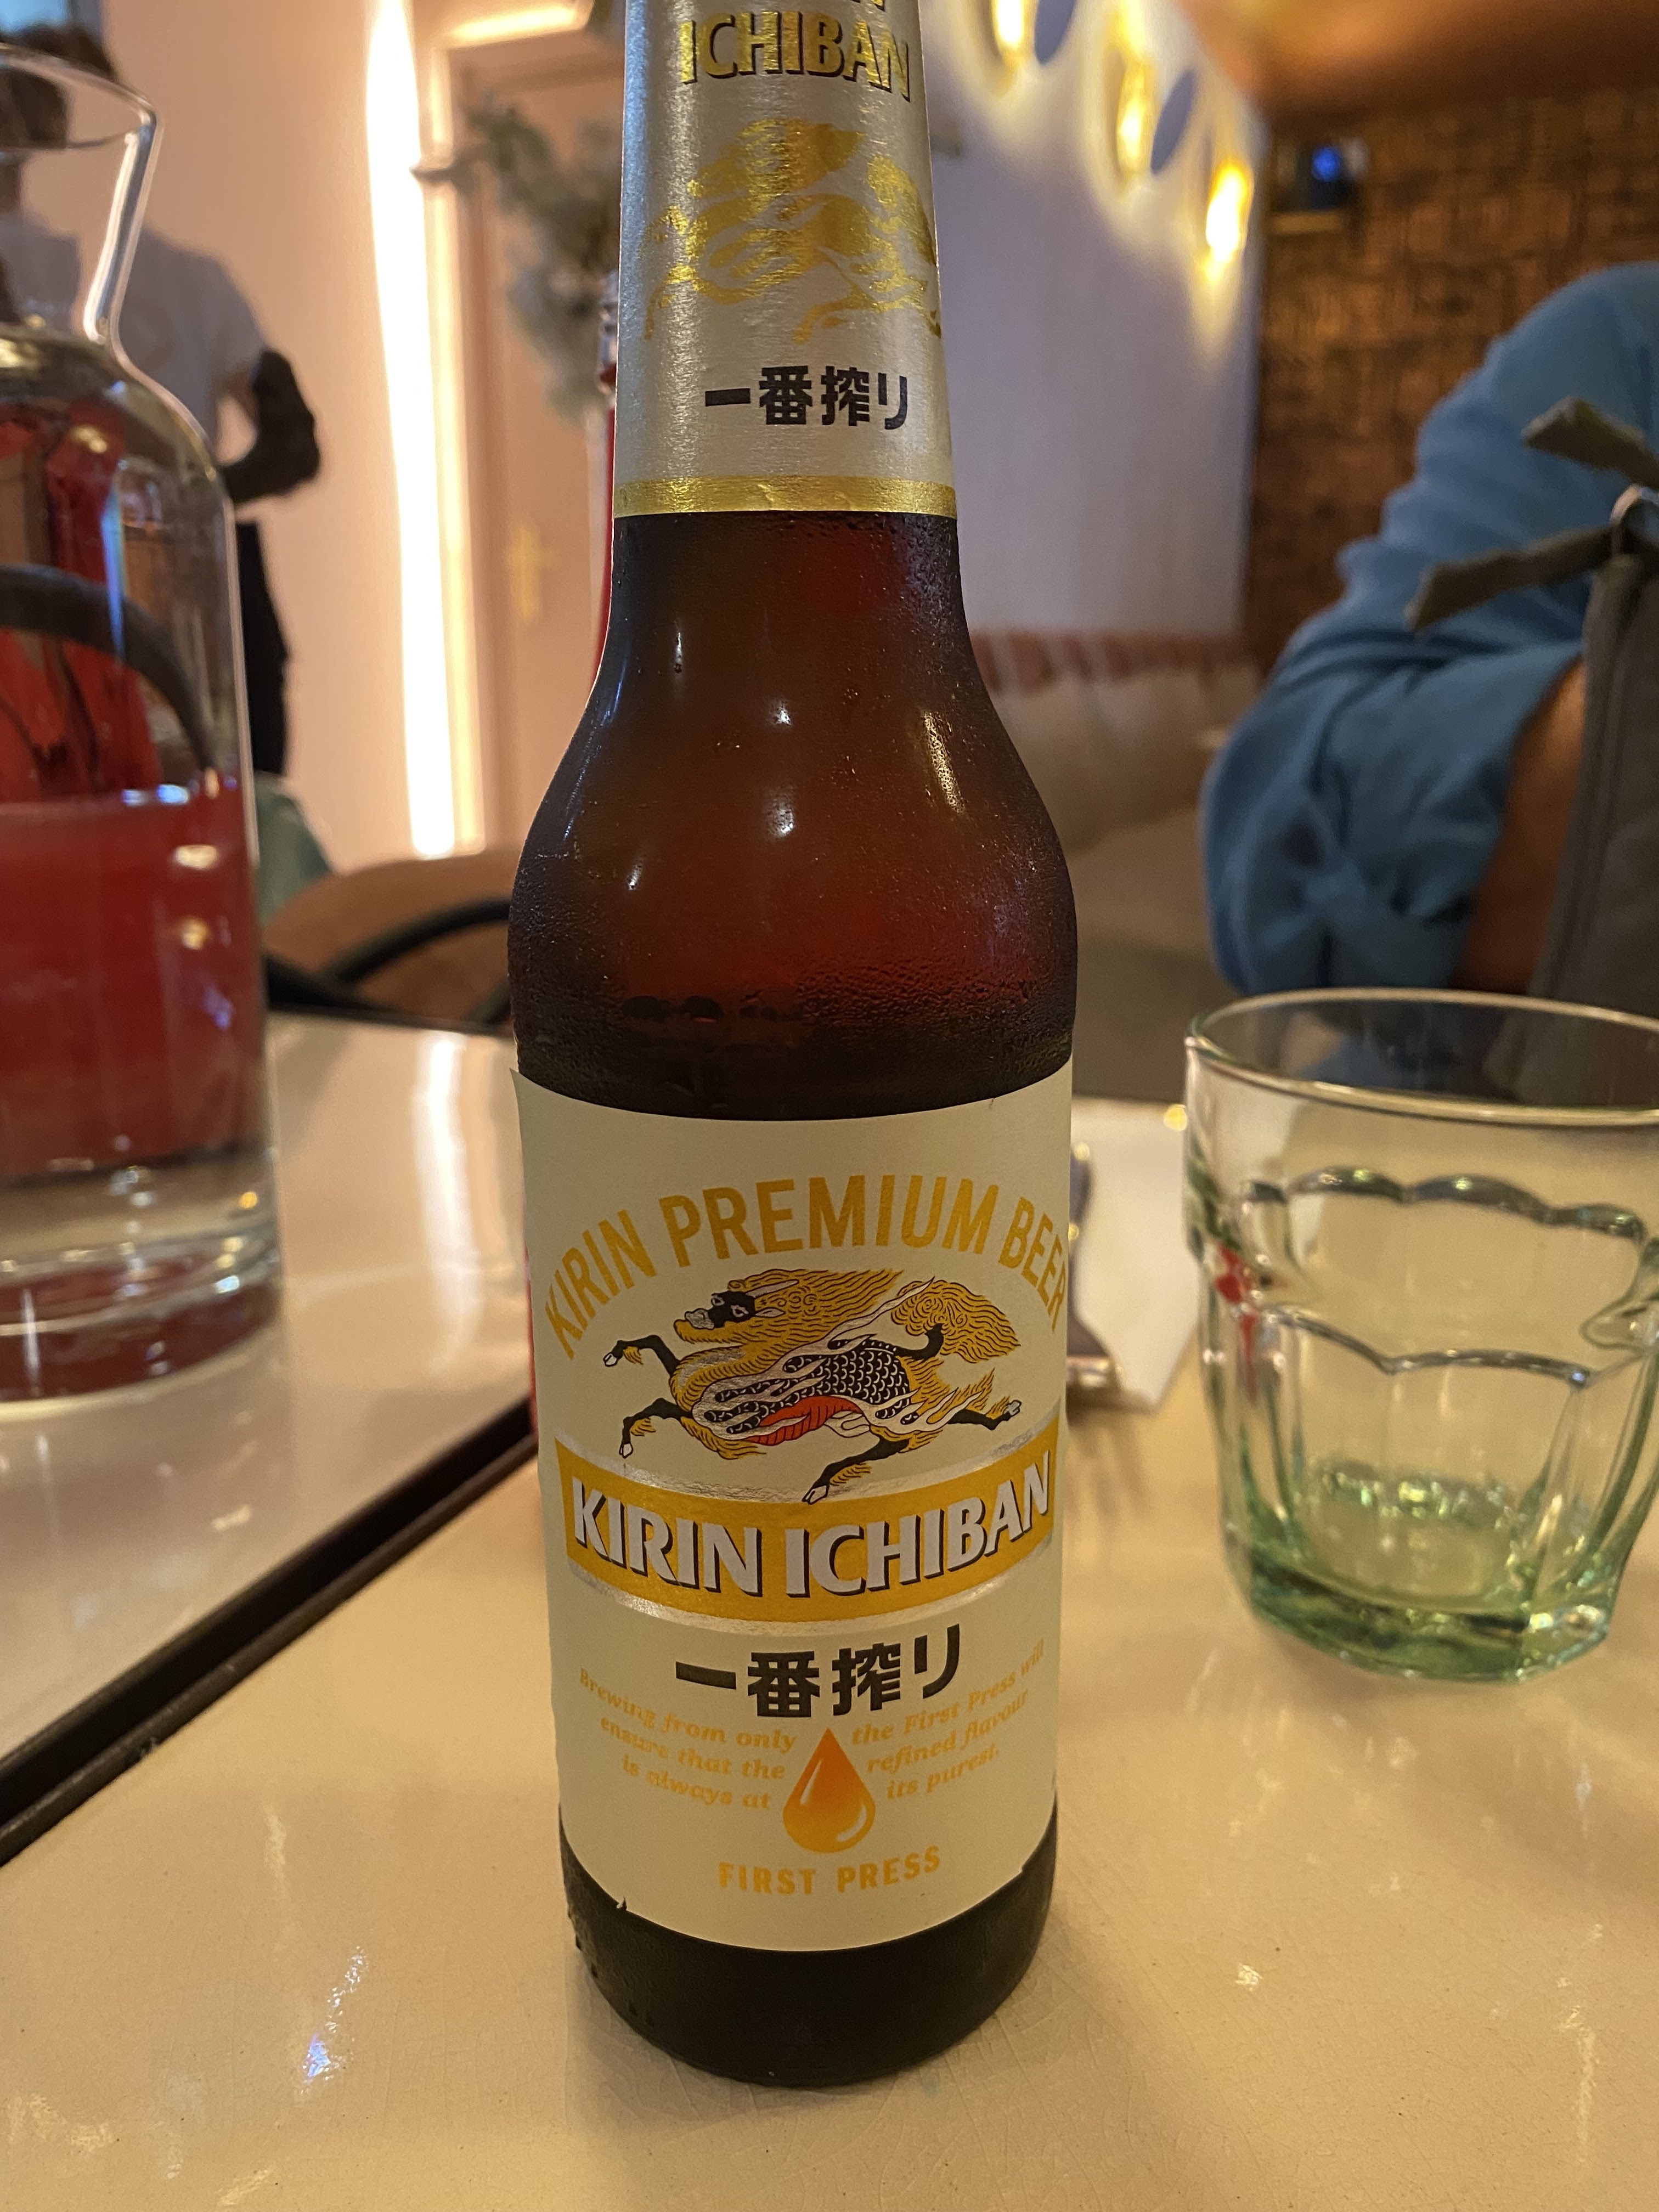 ICHIBAN
一番搾り
KIRIN PREMIUM BEER
KIRIN ICHIBAN
一番搾り
Brewing from only the First Press will
ensure that the refined flavour
is always at its purest.
FIRST PRESS